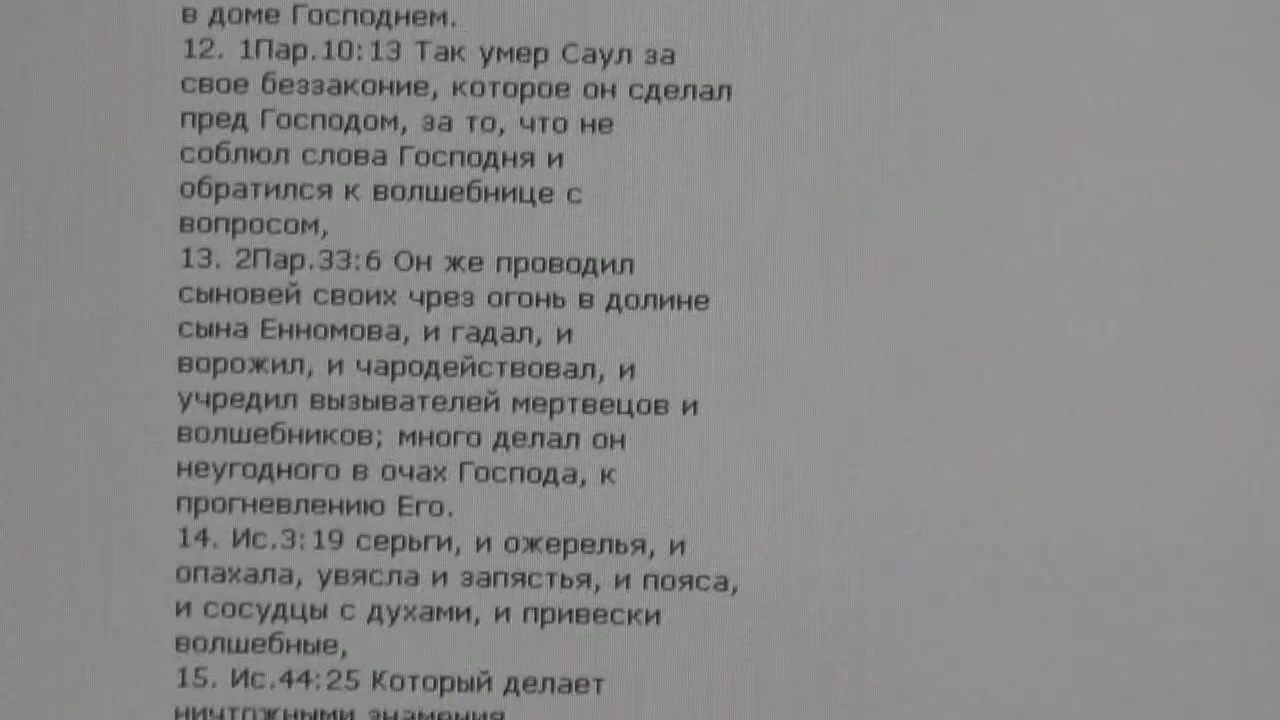 в доме Господнем.
12. 1Пар.10:13 Так умер Саул за
свое беззаконие, которое он сделал
пред Господом, за то, что не
соблюл слова Господня и
обратился к волшебнице с
вопросом,
13. 2Пар.33:6 Он же проводил
сыновей своих чрез огонь в долине
сына Енномова, и гадал, и
ворожил, и чародействовал, и
учредил вызывателей мертвецов и
волшебников; много делал он
неугодного в очах Господа, к
прогневлению Его.
14. Ис.3:19 серьги, и ожерелья, и
опахала, увясла и запястья, и пояса,
и сосудцы с духами, и привески
волшебные,
15. Ис.44:25 Который делает
ничтожными знамения